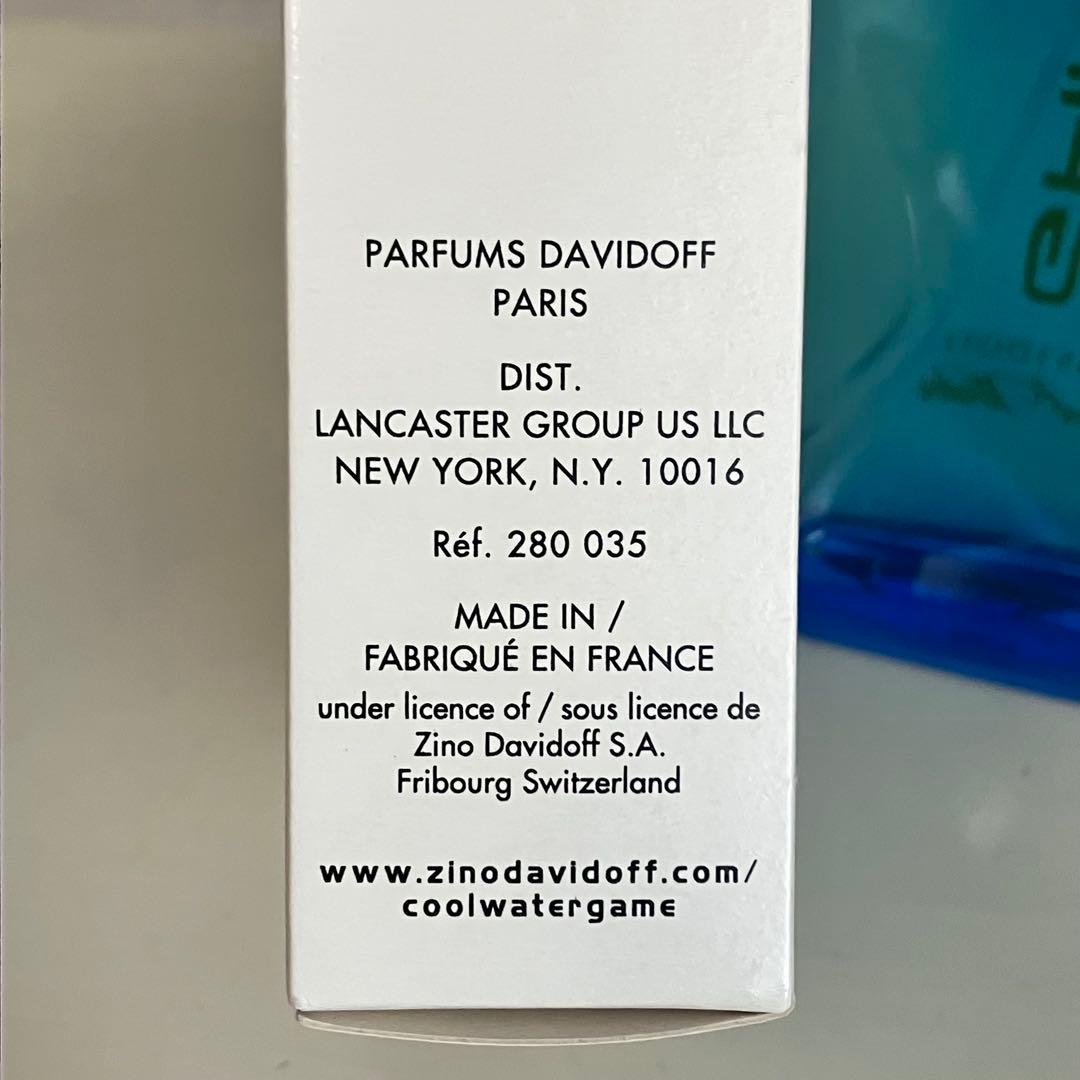 PARFUMS DAVIDOFF
PARIS
DIST.
LANCASTER GROUP US LLC
NEW YORK, N.Y. 10016
Réf. 280 035
MADE IN /
FABRIQUÉ EN FRANCE
under licence of / sous licence de
Zino Davidoff S.A.
Fribourg Switzerland
www.zinodavidoff.com/
coolwatergame